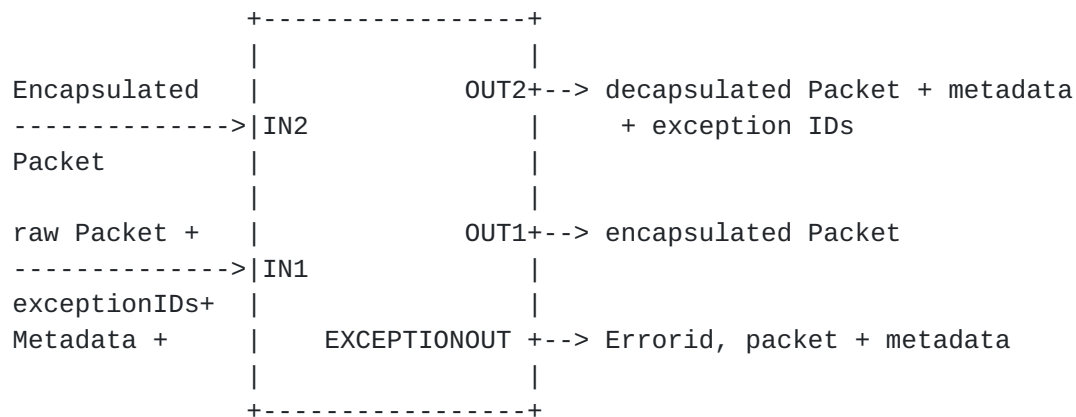 +-----------------+
|                 |
Encapsulated   |             OUT2+--> decapsulated Packet + metadata
-------------->|IN2              |     + exception IDs
Packet         |                 |
|                 |
raw Packet +   |             OUT1+--> encapsulated Packet
-------------->|IN1              |
exceptionIDs+  |                 |
Metadata +     |    EXCEPTIONOUT +--> Errorid, packet + metadata
|                 |
+-----------------+